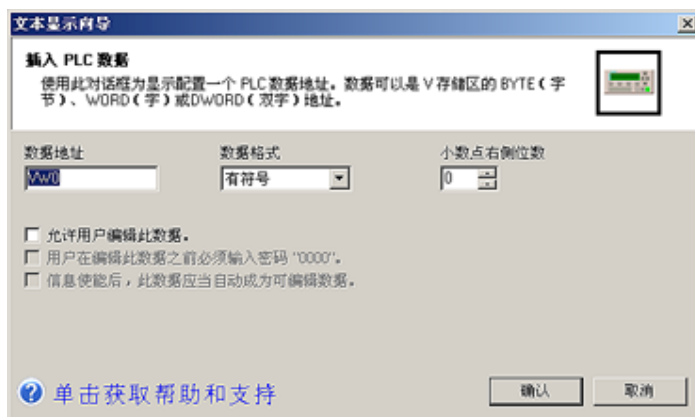 文本显示向导
插入 PLC 数据
使用此对话框为显示配置一个 PLC 数据地址。数据可以是 V 存储区的 BYTE（字
节）、WORD（字）或DWORD（双字）地址。
数据地址 数据格式 小数点右侧位数
VW0 有符号 0
允许用户编辑此数据。
用户在编辑此数据之前必须输入密码 "0000"。
信息使能后，此数据应当自动成为可编辑数据。
单击获取帮助和支持 确认 取消